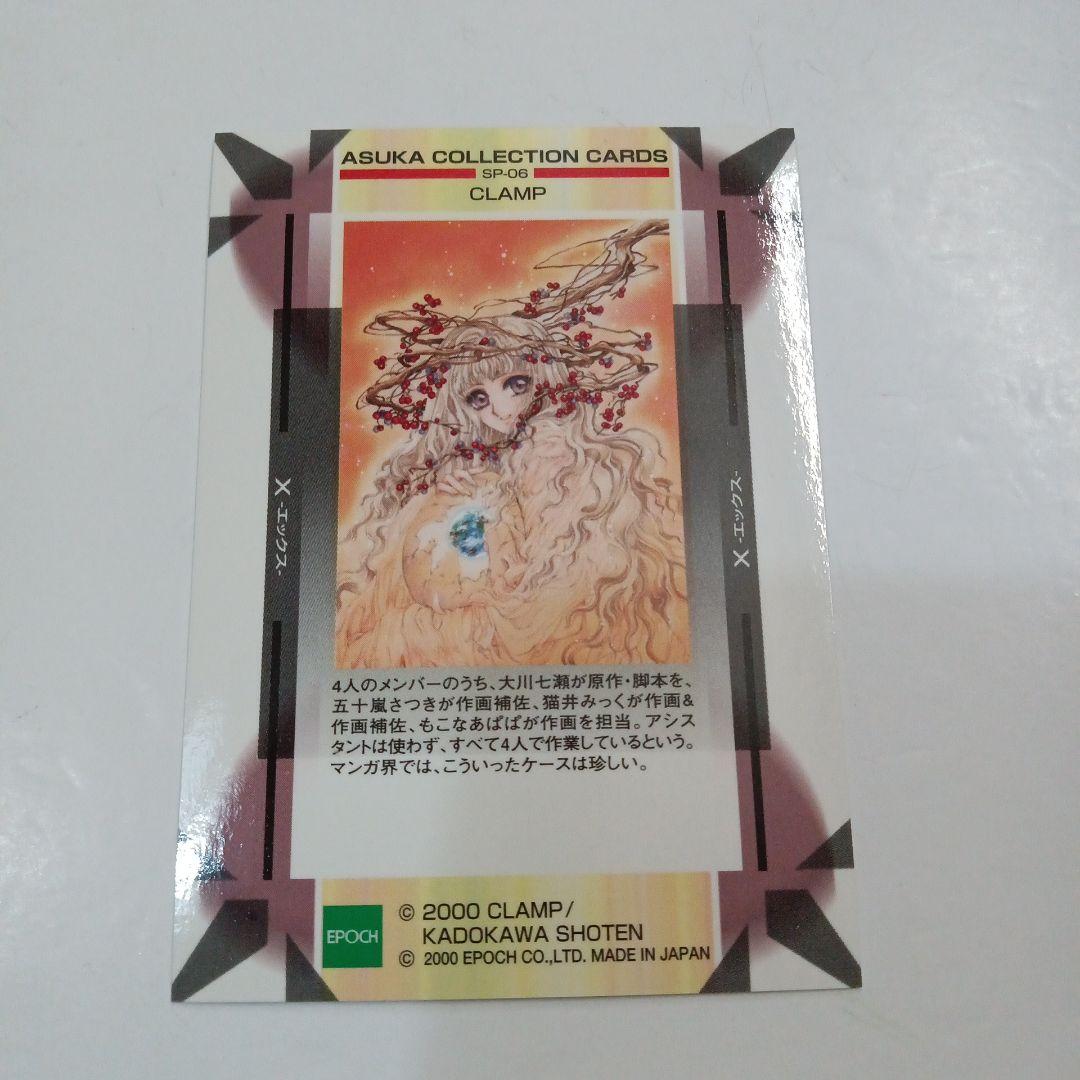 ASUKA COLLECTION CARDS
SP-06
CLAMP
X -エックス-
X -エックス-
4人のメンバーのうち、大川七瀬が原作・脚本を、
五十嵐さつきが作画補佐、猫井みっくが作画&
作画補佐、もこなあぱぱが作画を担当。アシス
タントは使わず、すべて4人で作業しているという。
マンガ界では、こういったケースは珍しい。
EPOCH
© 2000 CLAMP/
KADOKAWA SHOTEN
© 2000 EPOCH CO.,LTD. MADE IN JAPAN